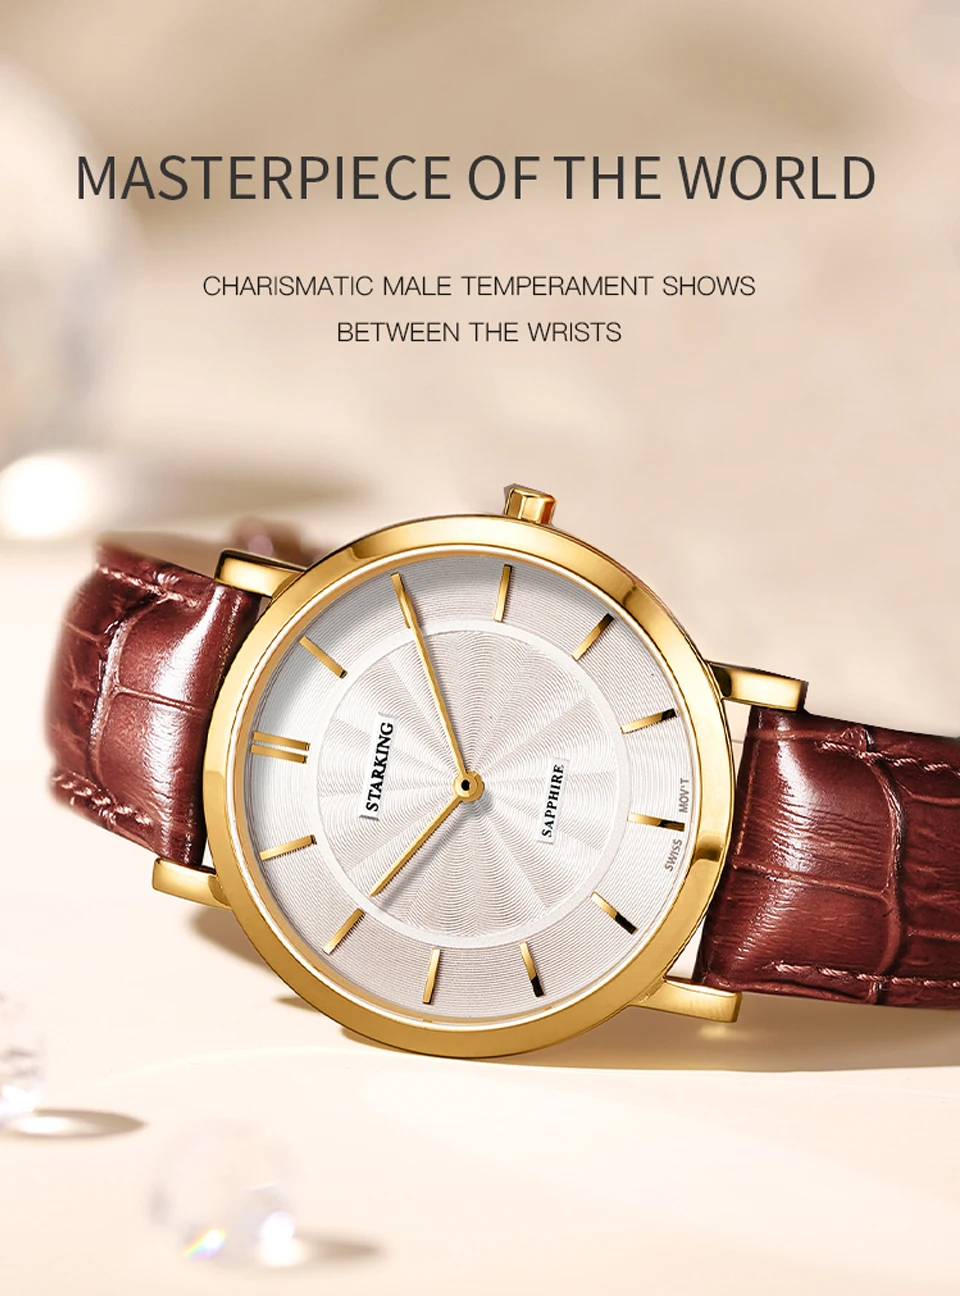 MASTERPIECE OF THE WORLD
CHARISMATIC MALE TEMPERAMENT SHOWS
BETWEEN THE WRISTS
STARKING
SAPPHIRE
SWISS MOV'T